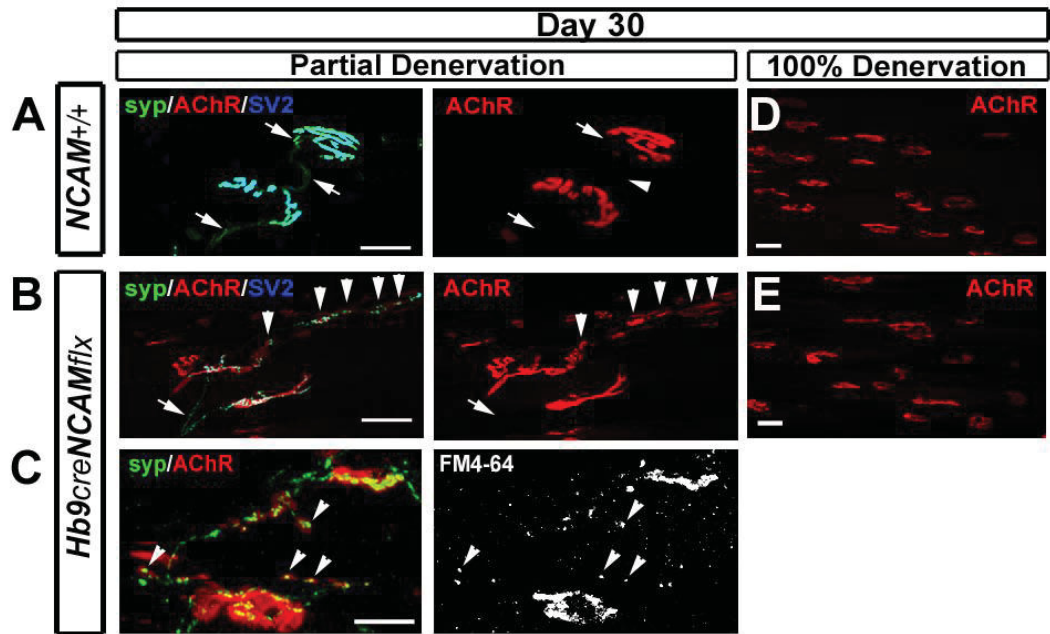 Day 30
Partial Denervation
100% Denervation
NCAM+/+
A
syp/AChR/SV2
AChR
D
AChR
Hb9creNCAMflx
B
syp/AChR/SV2
AChR
E
AChR
C
syp/AChR
FM4-64